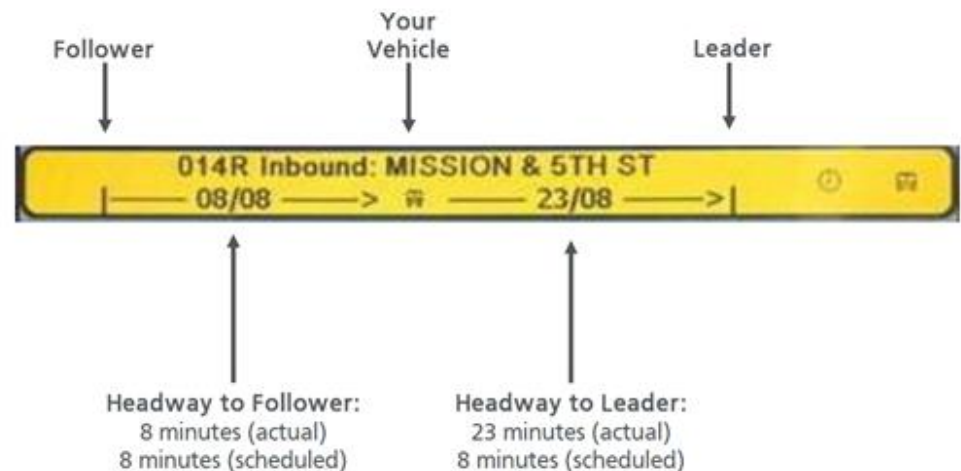 Follower
Your
Vehicle
Leader
014R Inbound: MISSION & 5TH ST
08/08
23/08
Headway to Follower:
8 minutes (actual)
8 minutes (scheduled)
Headway to Leader:
23 minutes (actual)
8 minutes (scheduled)